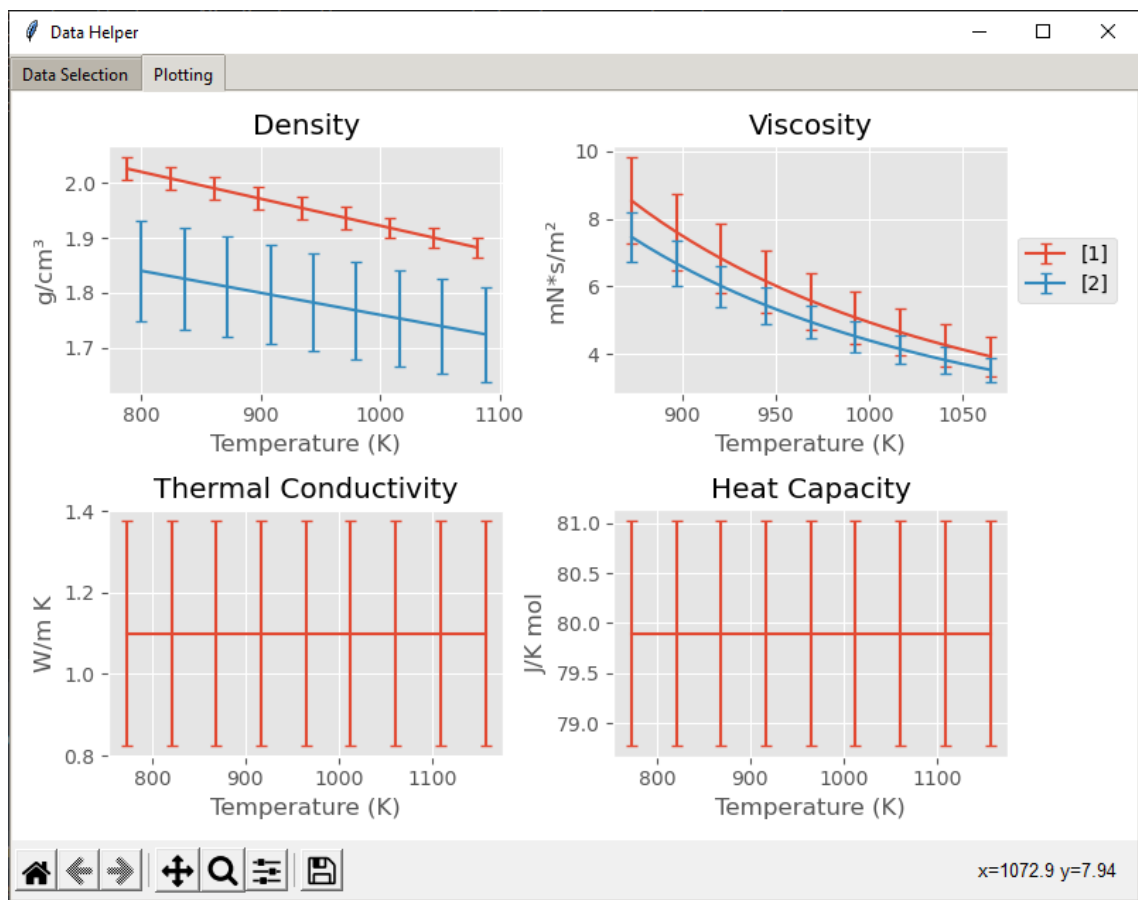 Data Helper
Data Selection Plotting
Density
2.0
1.9
1.8
1.7
g/cm³
800 900 1000 1100
Temperature (K)
Viscosity
10
8
6
4
mN*s/m²
900 950 1000 1050
Temperature (K)
[1]
[2]
Thermal Conductivity
1.4
1.2
1.0
0.8
W/m K
800 900 1000 1100
Temperature (K)
Heat Capacity
81.0
80.5
80.0
79.5
79.0
J/K mol
800 900 1000 1100
Temperature (K)
x=1072.9 y=7.94